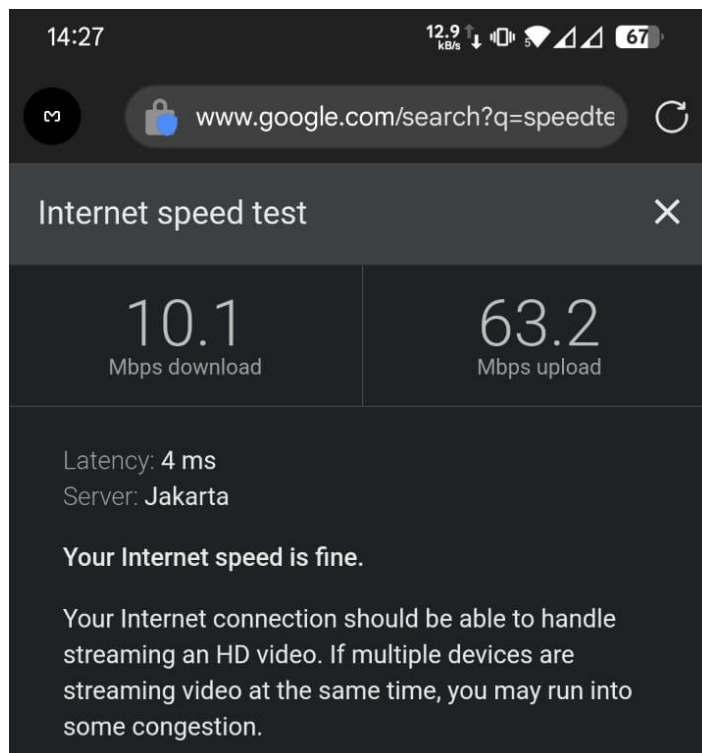 14:27
12.9
kB/s
5
67
www.google.com/search?q=speedte
Internet speed test
10.1
Mbps download
63.2
Mbps upload
Latency: 4 ms
Server: Jakarta
Your Internet speed is fine.
Your Internet connection should be able to handle
streaming an HD video. If multiple devices are
streaming video at the same time, you may run into
some congestion.